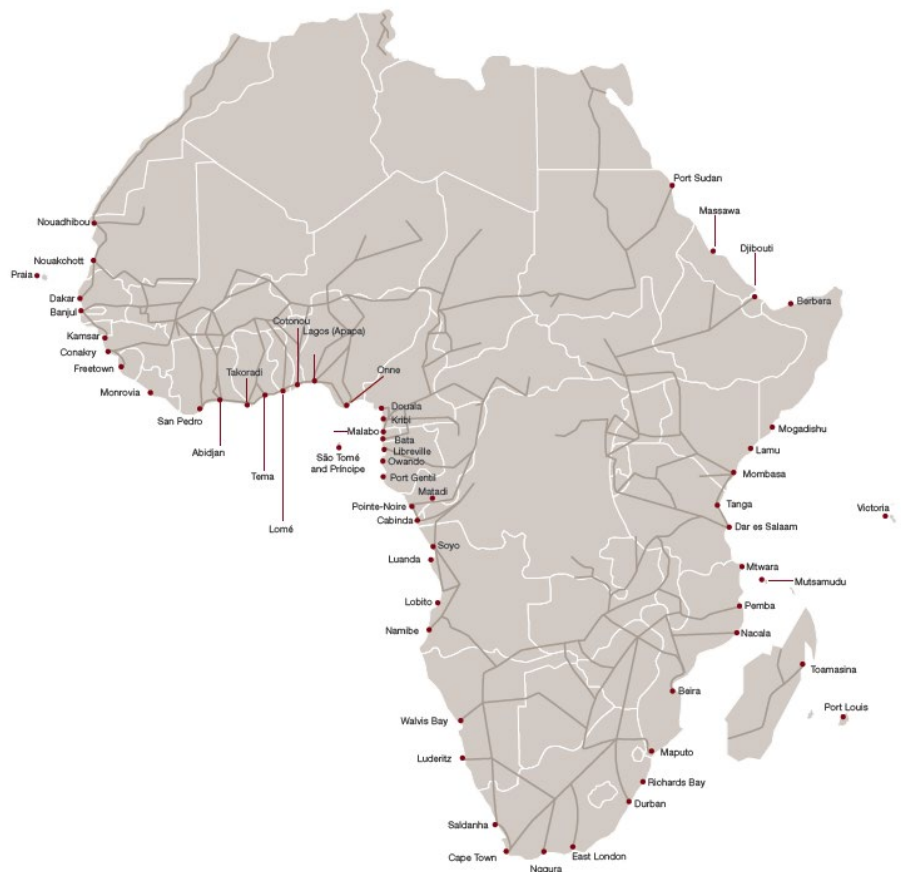 Port Sudan
Massawa
Nouadhibou
Djibouti
Nouakchott
Praia
Dakar
Berbera
Banjul
Cotonou
Lagos (Apapa)
Kamsar
Conakry
Freetown
Takoradi
Onne
Monrovia
Douala
San Pedro
Kribi
Malabo
Mogadishu
Bata
Abidjan
São Tomé
and Príncipe
Libreville
Lamu
Owando
Tema
Port Gentil
Mombasa
Matadi
Pointe-Noire
Tanga
Victoria
Cabinda
Lomé
Dar es Salaam
Soyo
Luanda
Mtwara
Mutsamudu
Lobito
Pemba
Namibe
Nacala
Toamasina
Beira
Port Louis
Walvis Bay
Maputo
Luderitz
Richards Bay
Durban
Saldanha
Cape Town
East London
Ngqura